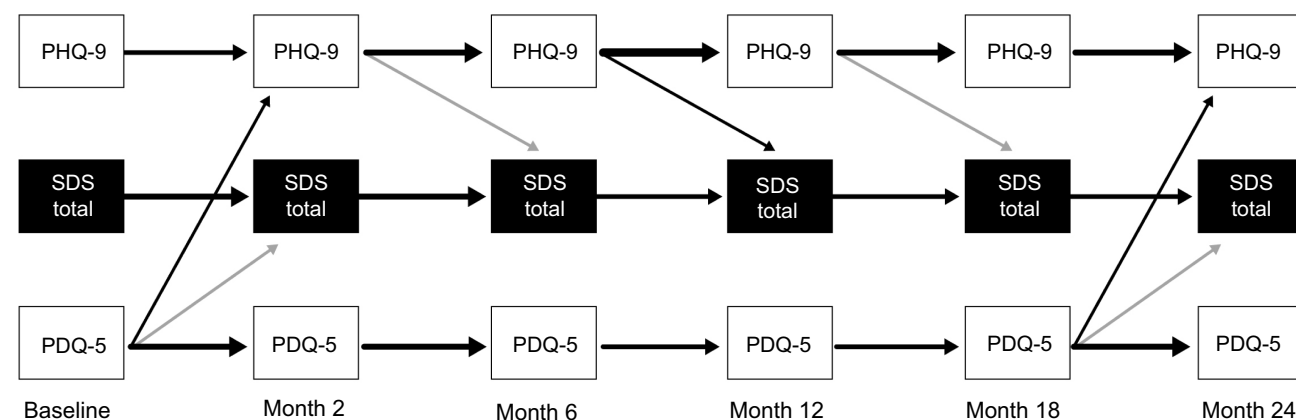 PHQ-9 PHQ-9 PHQ-9 PHQ-9 PHQ-9 PHQ-9
SDS SDS SDS SDS SDS SDS
total total total total total total
PDQ-5 PDQ-5 PDQ-5 PDQ-5 PDQ-5 PDQ-5
Baseline Month 2 Month 6 Month 12 Month 18 Month 24